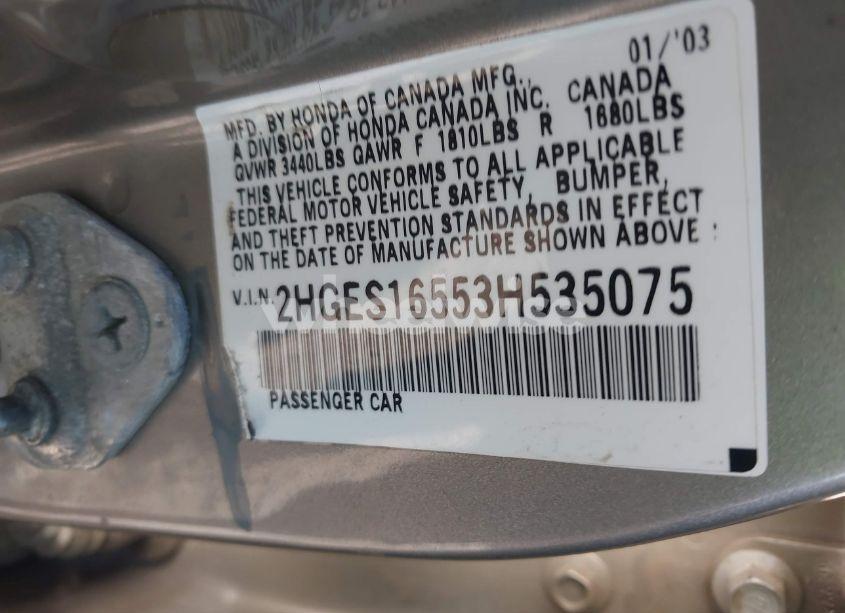 01/'03
MFD. BY HONDA OF CANADA MFG.,
A DIVISION OF HONDA CANADA INC. CANADA
GVWR 3440LBS GAWR F 1810LBS R 1680LBS
THIS VEHICLE CONFORMS TO ALL APPLICABLE
FEDERAL MOTOR VEHICLE SAFETY, BUMPER,
AND THEFT PREVENTION STANDARDS IN EFFECT
ON THE DATE OF MANUFACTURE SHOWN ABOVE :
V.I.N. 2HGES16553H535075
PASSENGER CAR